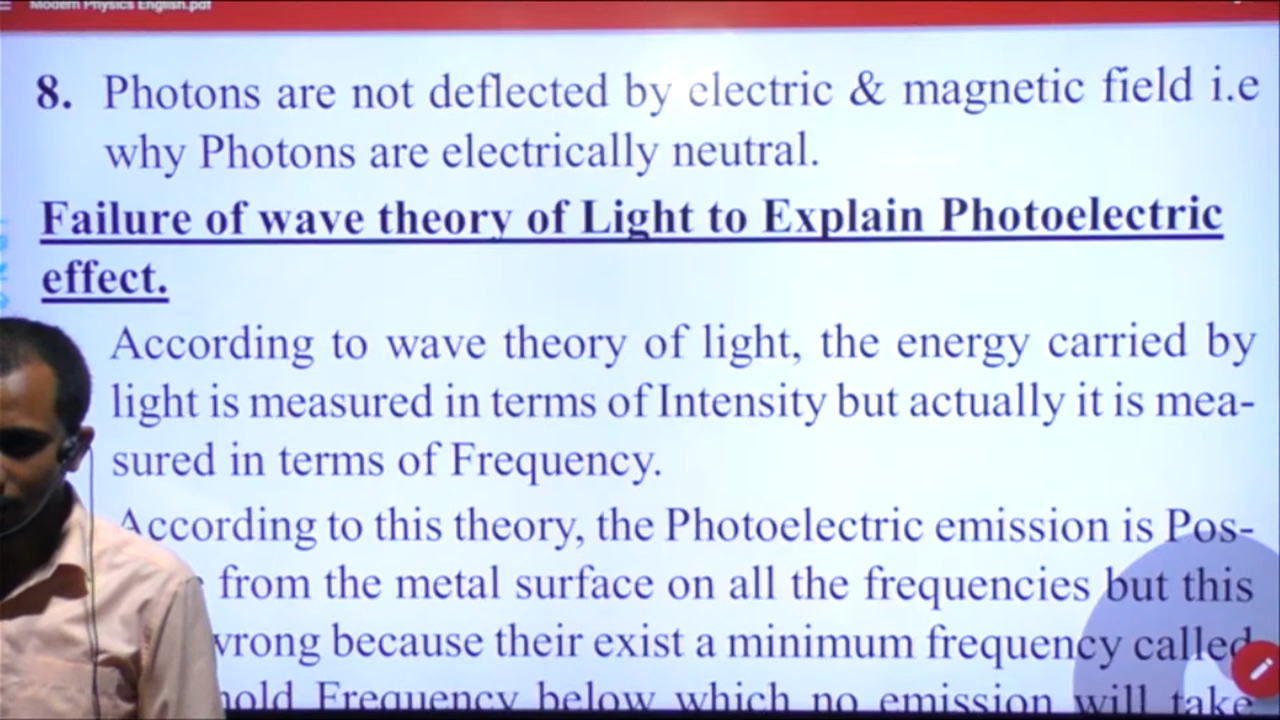 Modern Physics English.pdf
8. Photons are not deflected by electric & magnetic field i.e
why Photons are electrically neutral.
Failure of wave theory of Light to Explain Photoelectric
effect.
According to wave theory of light, the energy carried by
light is measured in terms of Intensity but actually it is mea-
sured in terms of Frequency.
According to this theory, the Photoelectric emission is Pos-
from the metal surface on all the frequencies but this
wrong because their exist a minimum frequency called
hold Frequency below which no emission will take